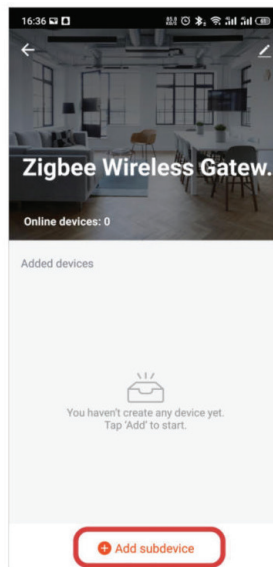 16:36
Zigbee Wireless Gatew.
Online devices: 0
Added devices
You haven't create any device yet.
Tap 'Add' to start.
Add subdevice